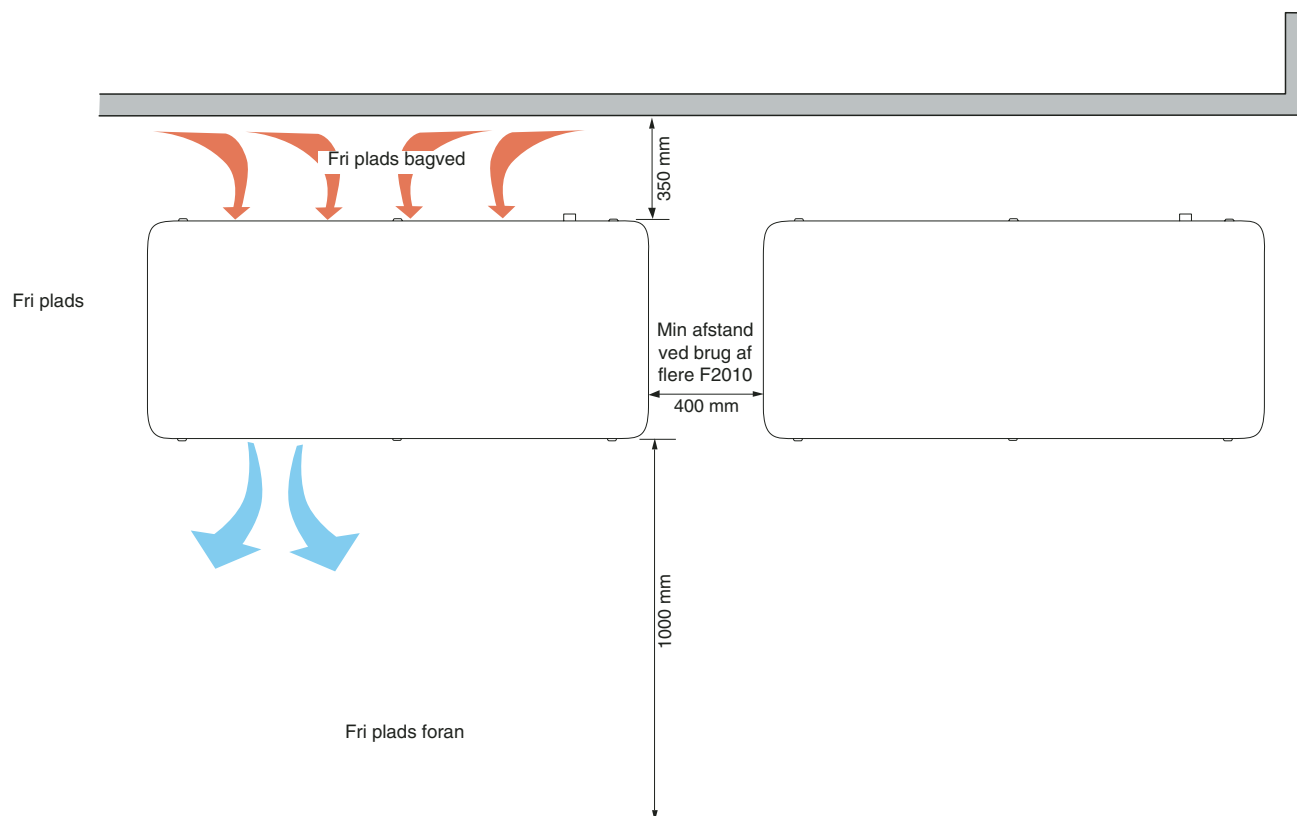 Fri plads bagved
350 mm
Fri plads
Min afstand
ved brug af
flere F2010
400 mm
1000 mm
Fri plads foran